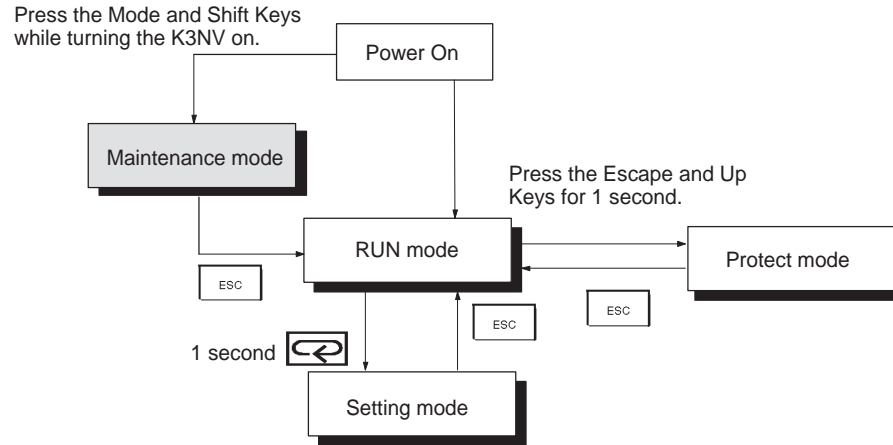 Press the Mode and Shift Keys
while turning the K3NV on.
Power On
Maintenance mode
Press the Escape and Up
Keys for 1 second.
RUN mode
Protect mode
ESC
ESC
ESC
1 second
Setting mode